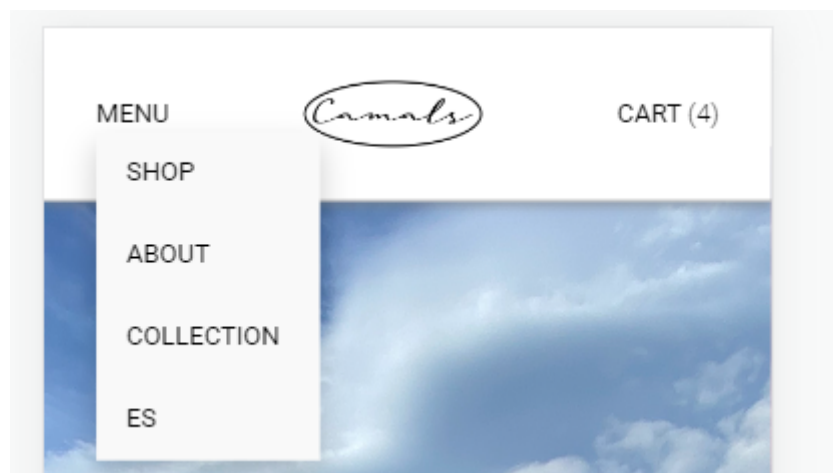 MENU
Camals
CART (4)
SHOP
ABOUT
COLLECTION
ES